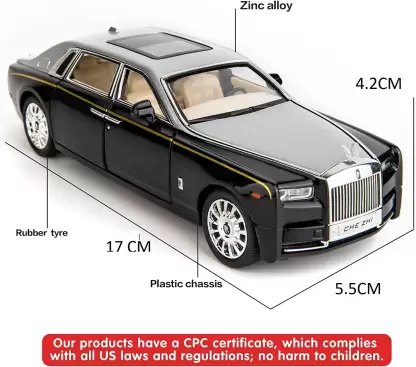 Zinc alloy
4.2CM
Rubber tyre
17 CM
CHE ZHI
Plastic chassis
5.5CM
Our products have a CPC certificate, which complies
with all US laws and regulations; no harm to children.